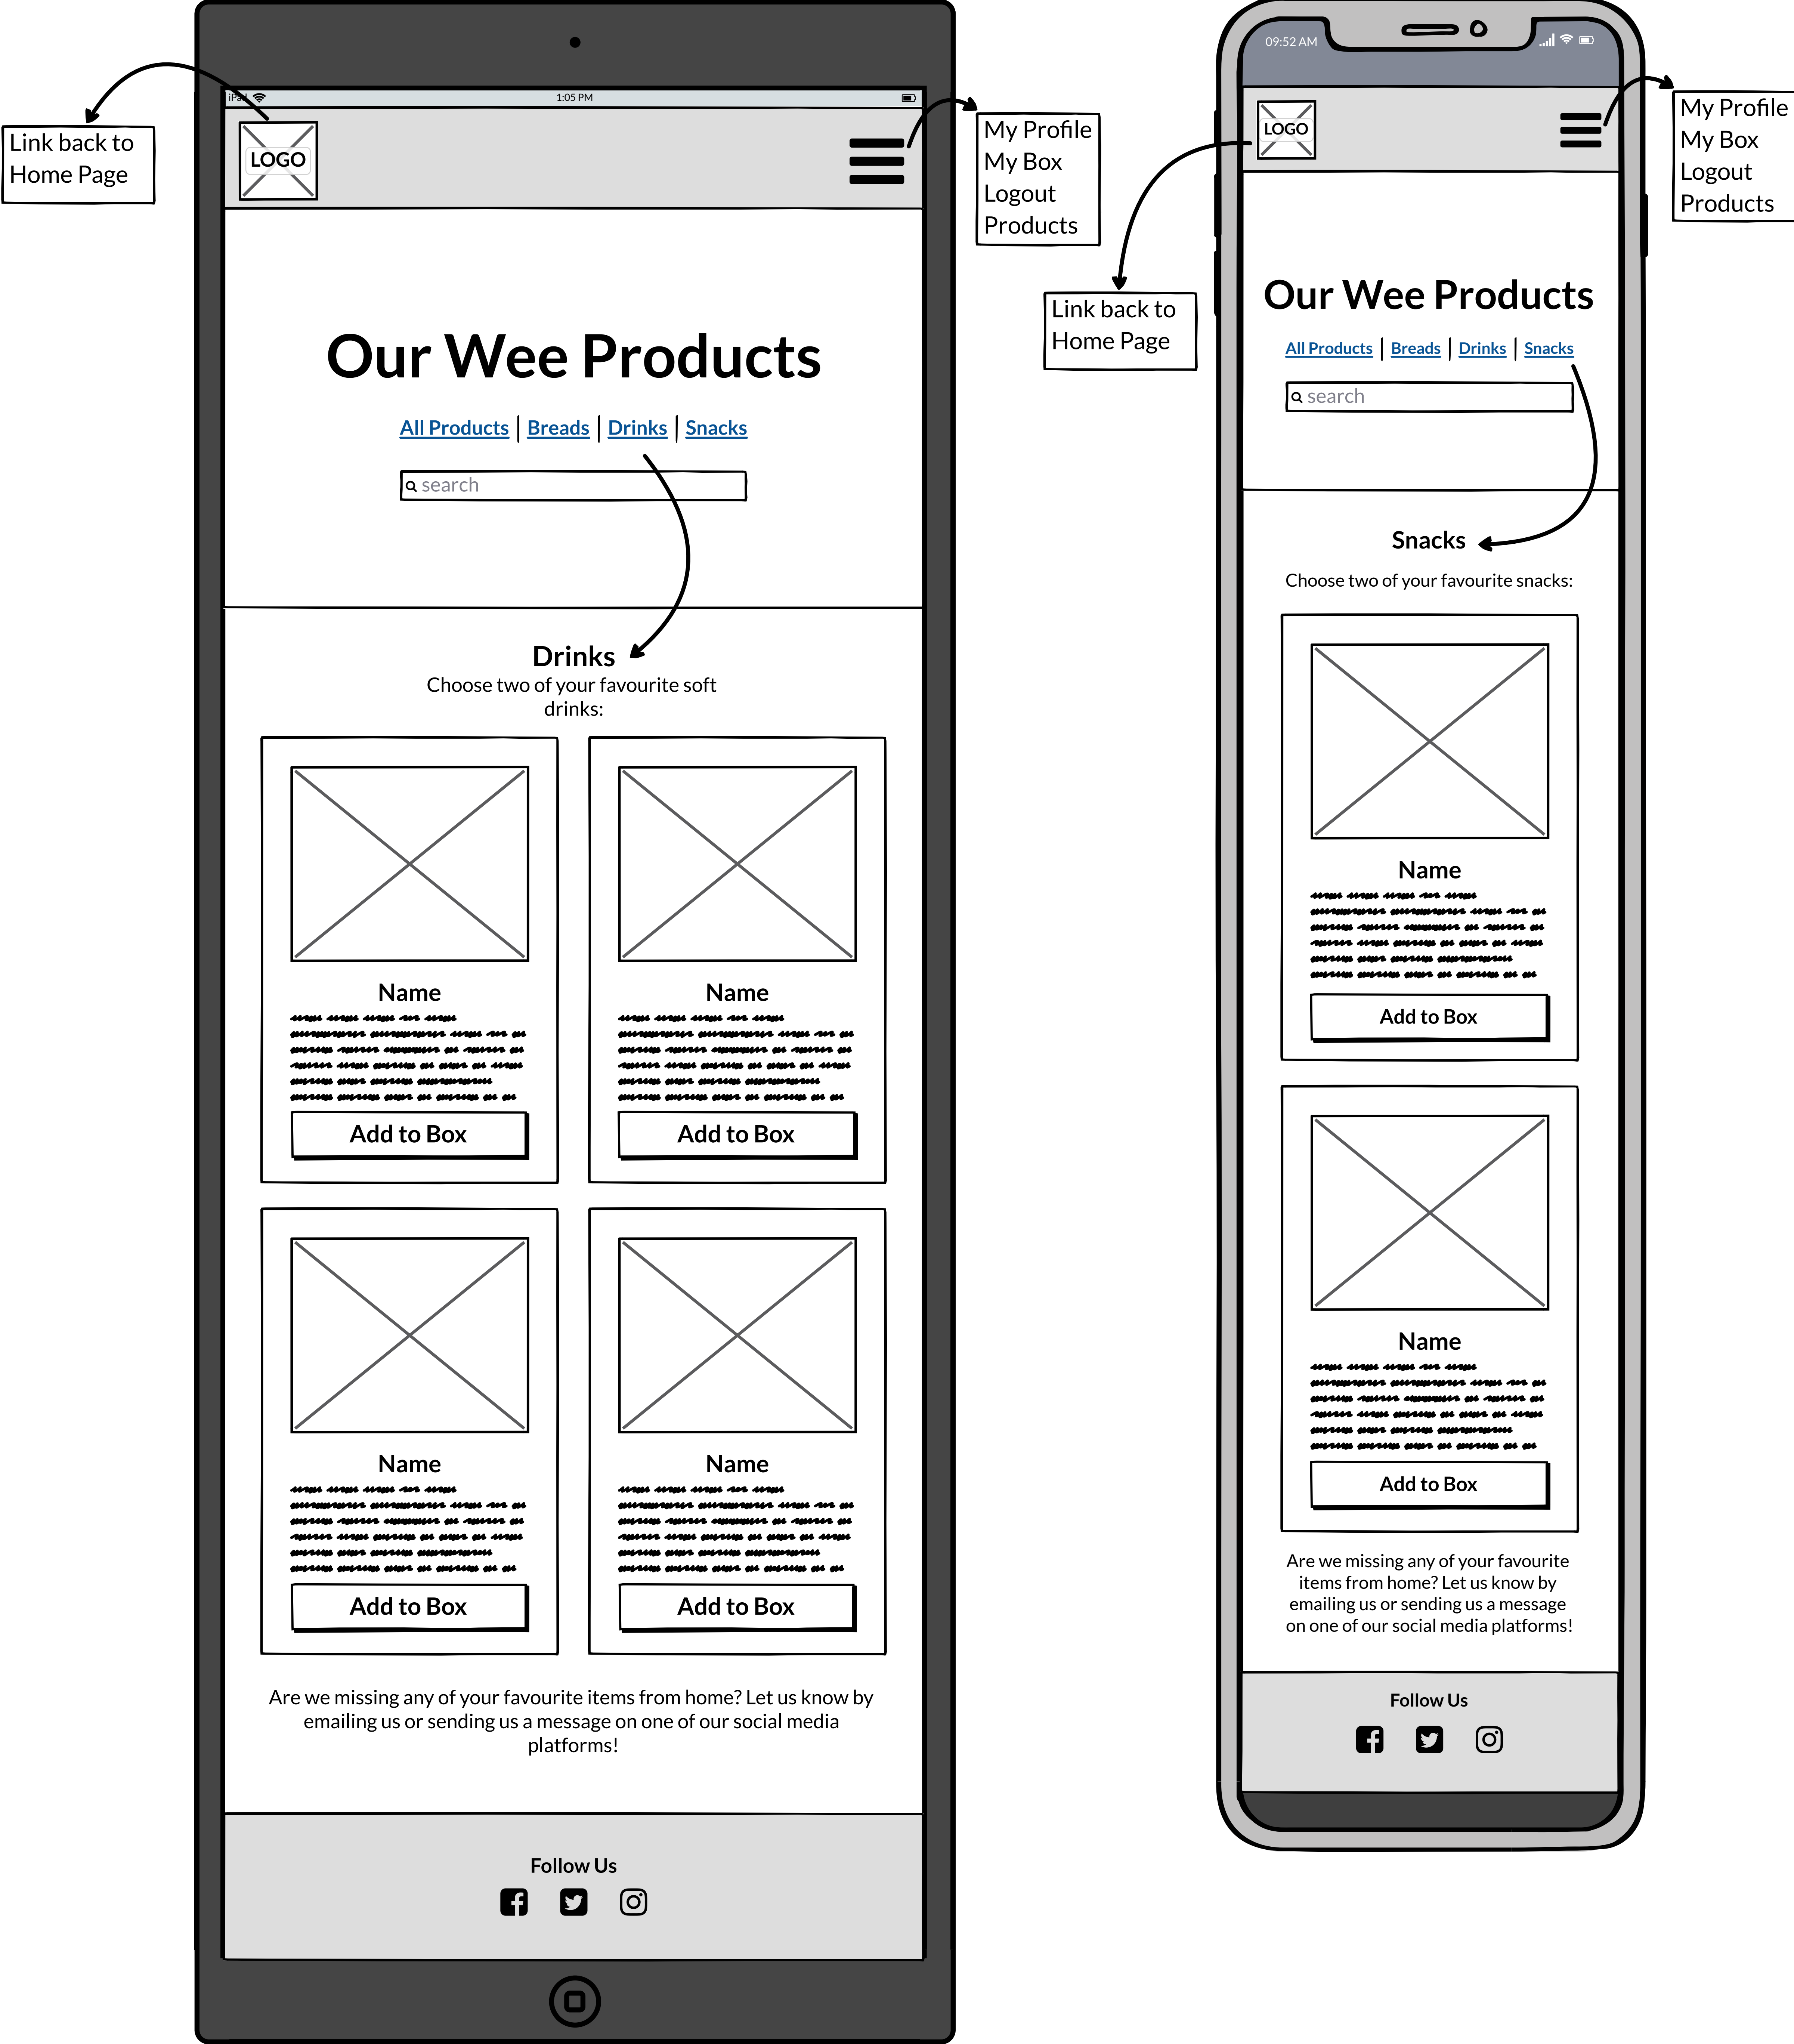 iPad
1:05 PM
LOGO
Link back to
Home Page
My Profile
My Box
Logout
Products
Our Wee Products
All Products | Breads | Drinks | Snacks
search
Drinks
Choose two of your favourite soft
drinks:
Name
Name
Add to Box
Add to Box
Name
Name
Add to Box
Add to Box
Are we missing any of your favourite items from home? Let us know by
emailing us or sending us a message on one of our social media
platforms!
Follow Us
09:52 AM
LOGO
My Profile
My Box
Logout
Products
Link back to
Home Page
Our Wee Products
All Products | Breads | Drinks | Snacks
search
Snacks
Choose two of your favourite snacks:
Name
Add to Box
Name
Add to Box
Are we missing any of your favourite
items from home? Let us know by
emailing us or sending us a message
on one of our social media platforms!
Follow Us